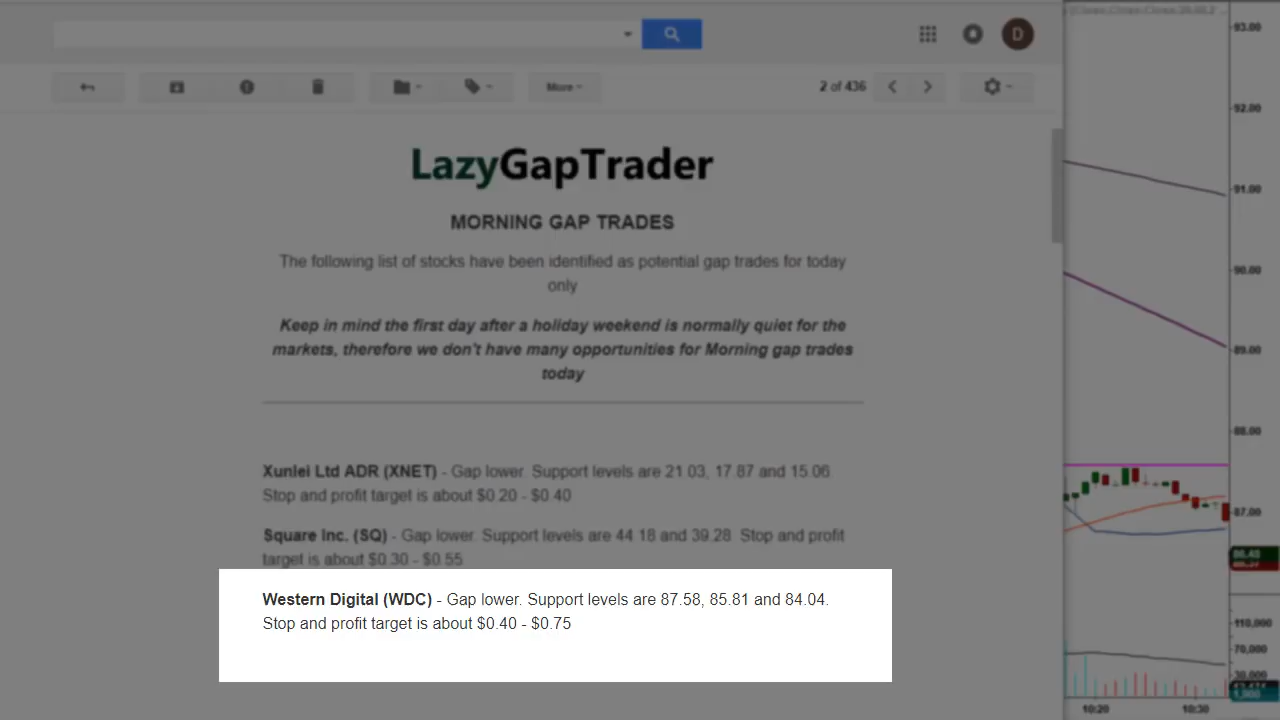 D
More
2 of 436
LazyGapTrader
MORNING GAP TRADES
The following list of stocks have been identified as potential gap trades for today
only
Keep in mind the first day after a holiday weekend is normally quiet for the
markets, therefore we don't have many opportunities for Morning gap trades
today
Xunlei Ltd ADR (XNET) - Gap lower. Support levels are 21.03, 17.87 and 15.06.
Stop and profit target is about $0.20 - $0.40
Square Inc. (SQ) - Gap lower. Support levels are 44.18 and 39.28. Stop and profit
target is about $0.30 - $0.55
Western Digital (WDC) - Gap lower. Support levels are 87.58, 85.81 and 84.04.
Stop and profit target is about $0.40 - $0.75
93.00
92.00
91.00
90.00
89.00
88.00
87.00
110,000
70,000
30,000
10:20
10:30